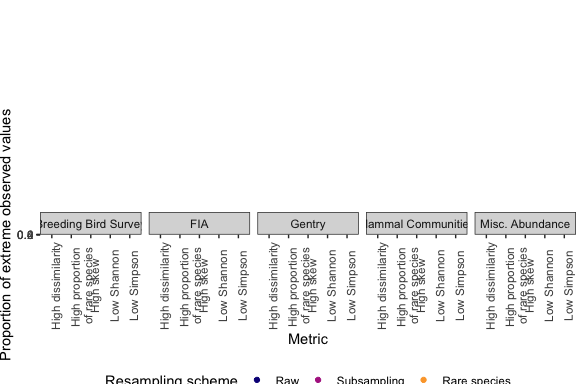 Proportion of extreme observed values
reeding Bird Surve
FIA
Gentry
ammal Communitie
Misc. Abundance
High dissimilarity
High proportion
of rare species
High skew
Low Shannon
Low Simpson
High dissimilarity
High proportion
of rare species
High skew
Low Shannon
Low Simpson
High dissimilarity
High proportion
of rare species
High skew
Low Shannon
Low Simpson
High dissimilarity
High proportion
of rare species
High skew
Low Shannon
Low Simpson
High dissimilarity
High proportion
of rare species
High skew
Low Shannon
Low Simpson
Metric
Resampling scheme
Raw
Subsampling
Rare species